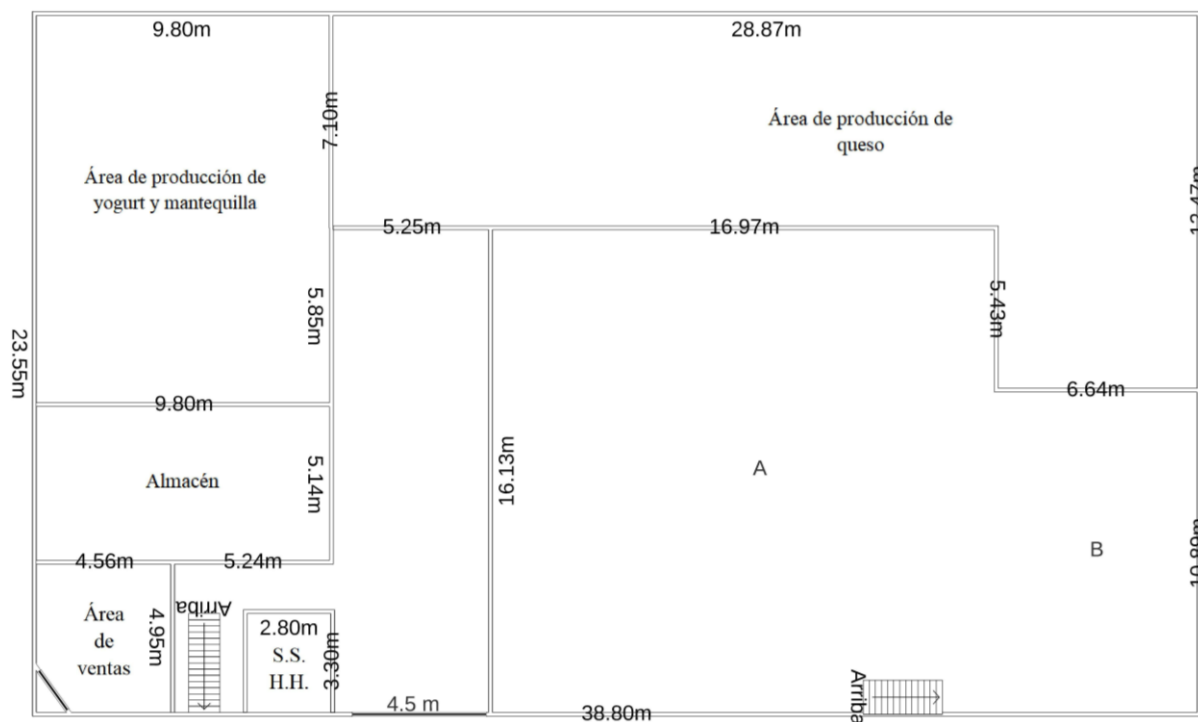 9.80m
28.87m
7.10m
Área de producción de
queso
Área de producción de
yogurt y mantequilla
5.25m
16.97m
5.85m
5.43m
23.55m
9.80m
6.64m
Almacén
5.14m
16.13m
A
B
4.56m
5.24m
Área
de
ventas
4.95m
Arriba
2.80m
S.S.
H.H.
3.30m
4.5 m
38.80m
Arriba